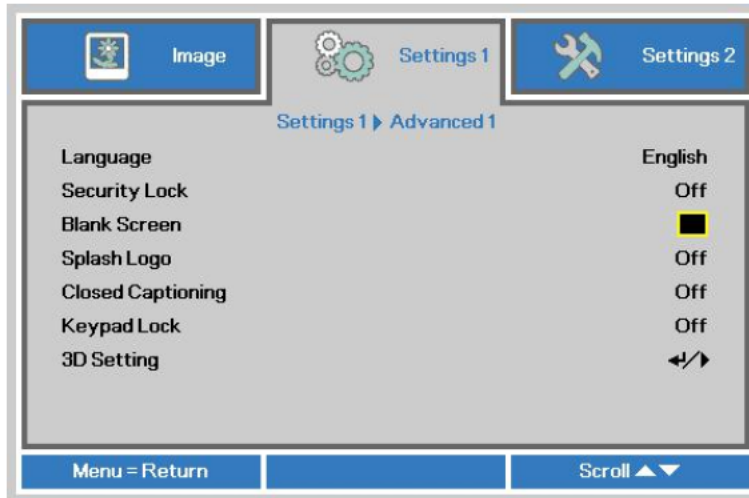 Image
Settings 1
Settings 2
Settings 1 ▶ Advanced 1
Language English
Security Lock Off
Blank Screen
Splash Logo Off
Closed Captioning Off
Keypad Lock Off
3D Setting ↵/▶
Menu = Return
Scroll ▲▼